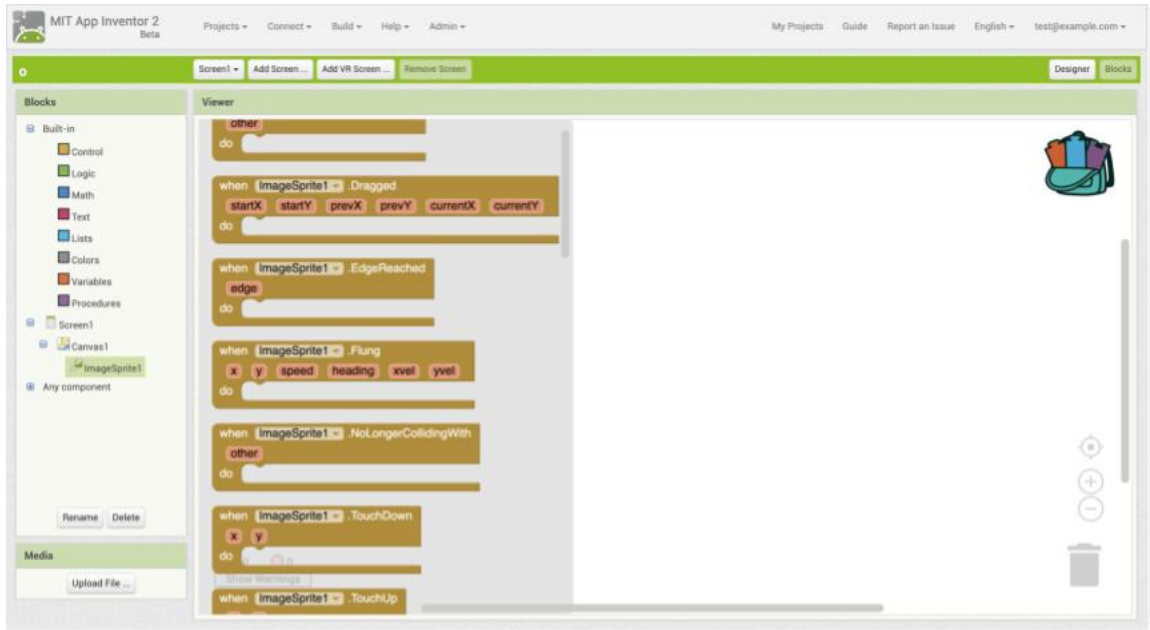 MIT App Inventor 2
Beta
Projects Connect Build Help Admin
My Projects Guide Report an Issue English test@example.com
o
Screen1 Add Screen ... Add VR Screen ... Remove Screen
Designer Blocks
Blocks
Viewer
Built-in
Control
Logic
Math
Text
Lists
Colors
Variables
Procedures
Screen1
Canvas1
ImageSprite1
Any component
Rename Delete
Media
Upload File ...
other
do
when ImageSprite1 .Dragged
startX startY prevX prevY currentX currentY
do
when ImageSprite1 .EdgeReached
edge
do
when ImageSprite1 .Flung
x y speed heading xvel yvel
do
when ImageSprite1 .NoLongerCollidingWith
other
do
when ImageSprite1 .TouchDown
x y
do
0
Show Warnings
when ImageSprite1 .TouchUp